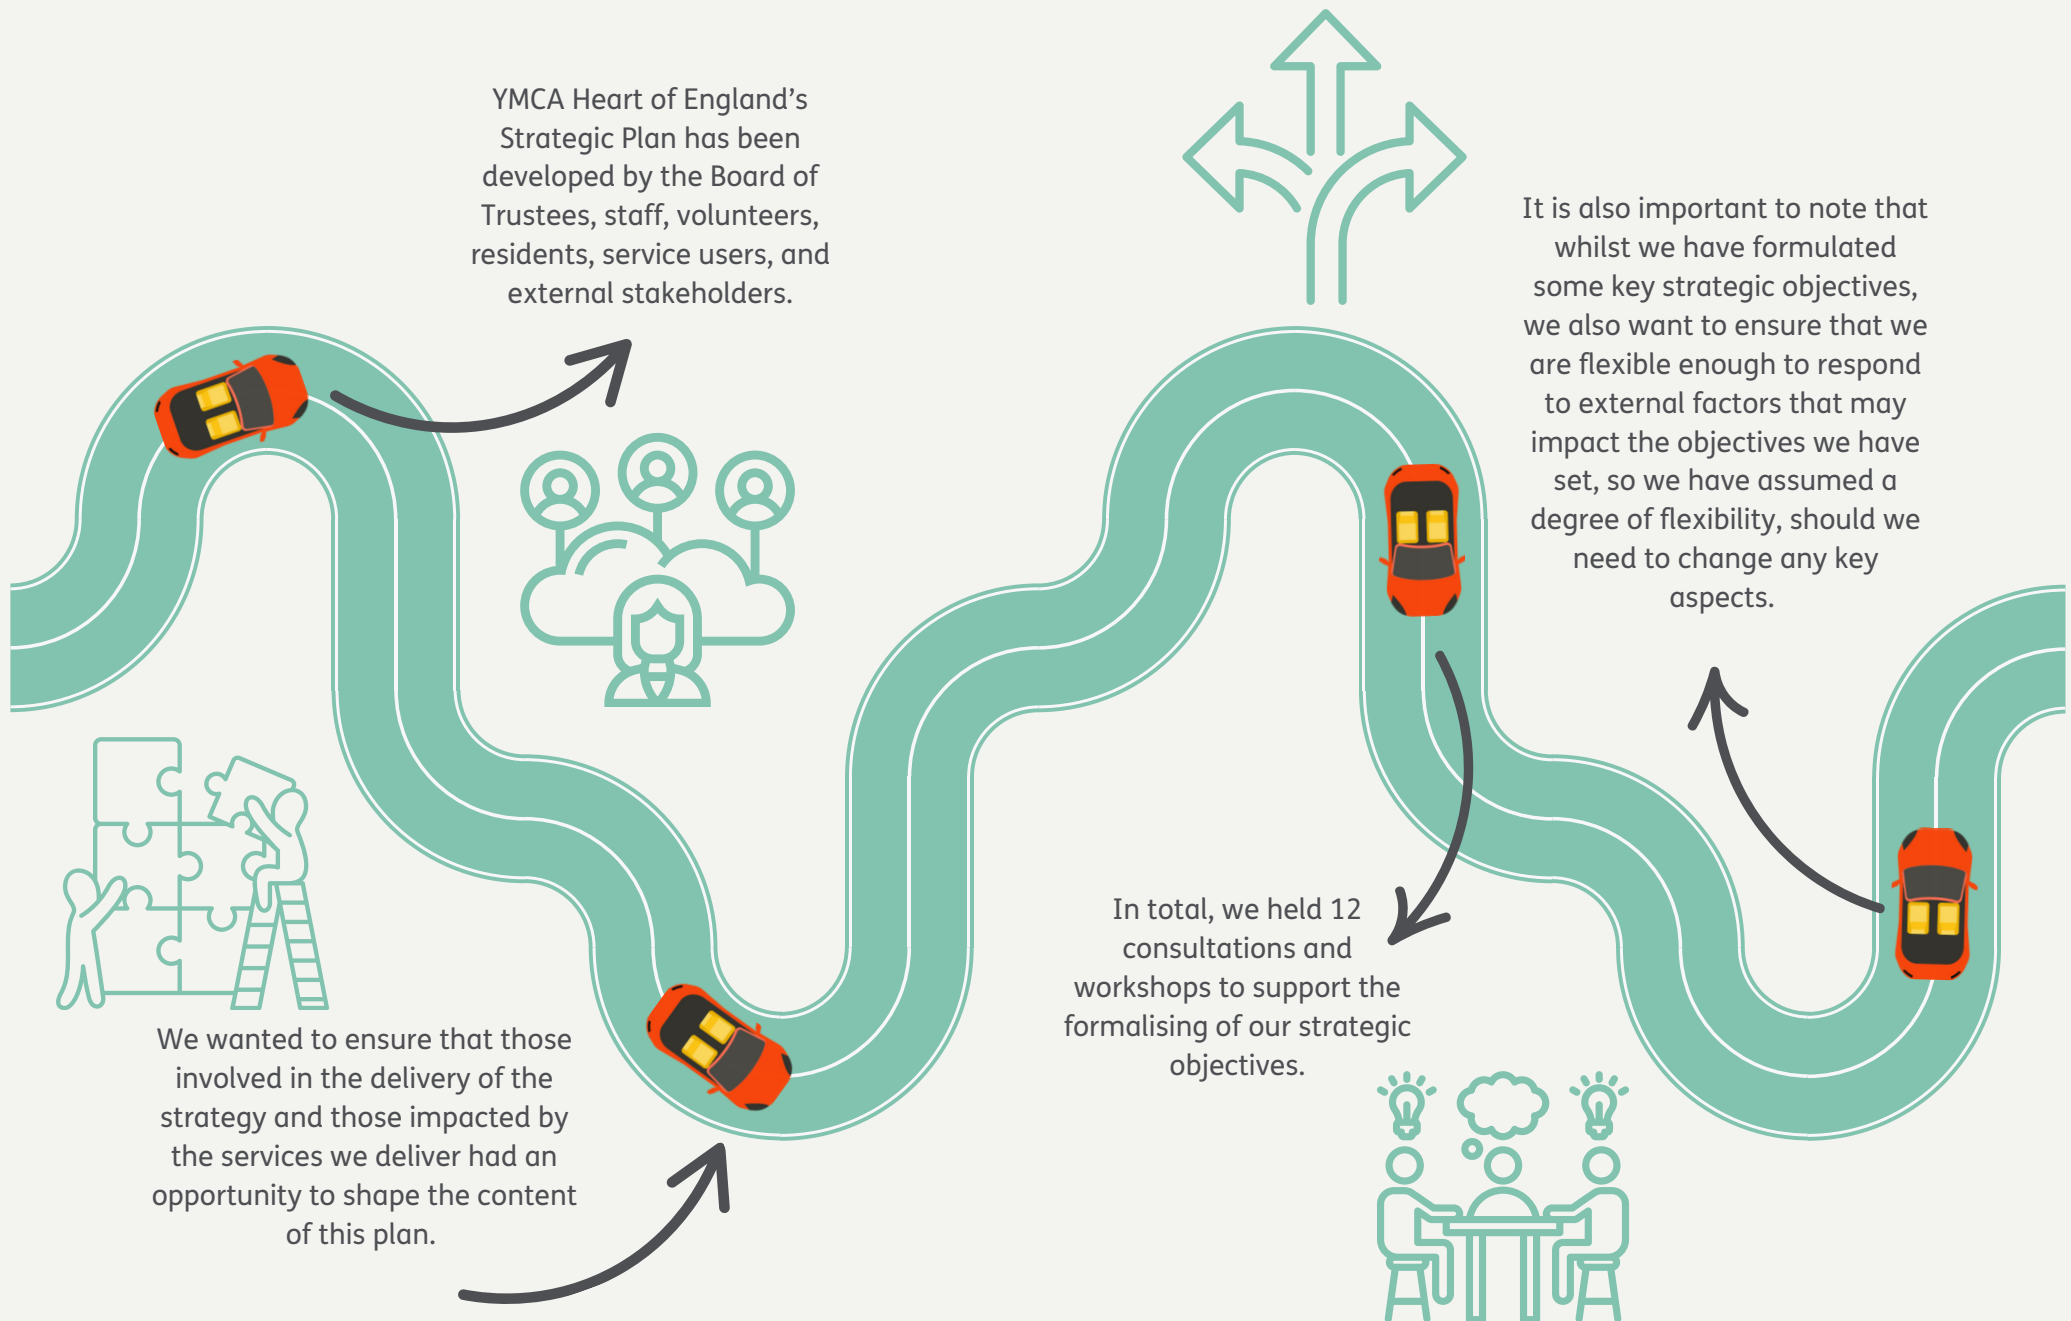 YMCA Heart of England’s
Strategic Plan has been
developed by the Board of
Trustees, staff, volunteers,
residents, service users, and
external stakeholders.
We wanted to ensure that those
involved in the delivery of the
strategy and those impacted by
the services we deliver had an
opportunity to shape the content
of this plan.
In total, we held 12
consultations and
workshops to support the
formalising of our strategic
objectives.
It is also important to note that
whilst we have formulated
some key strategic objectives,
we also want to ensure that we
are flexible enough to respond
to external factors that may
impact the objectives we have
set, so we have assumed a
degree of flexibility, should we
need to change any key
aspects.